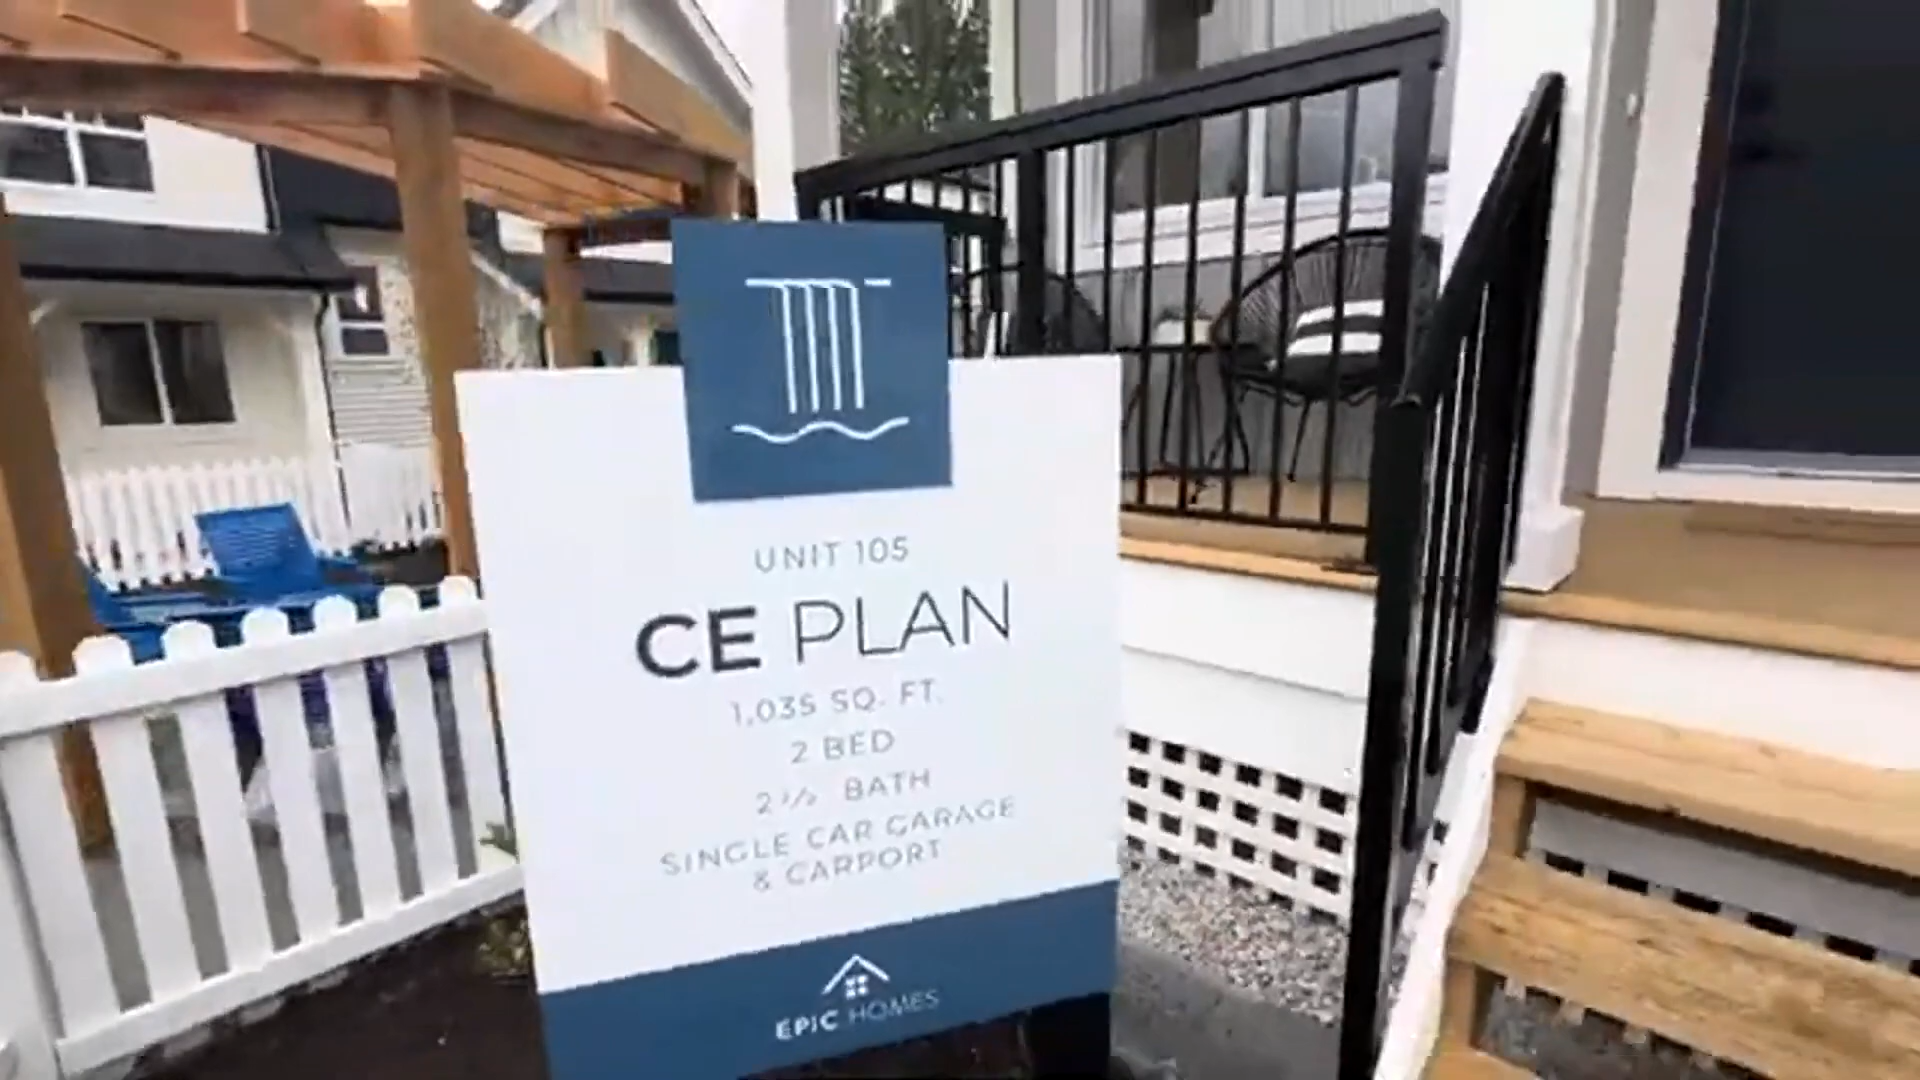 UNIT 105
CE PLAN
1,035 SQ. FT.
2 BED
2 ½ BATH
SINGLE CAR GARAGE
& CARPORT
EPIC HOMES